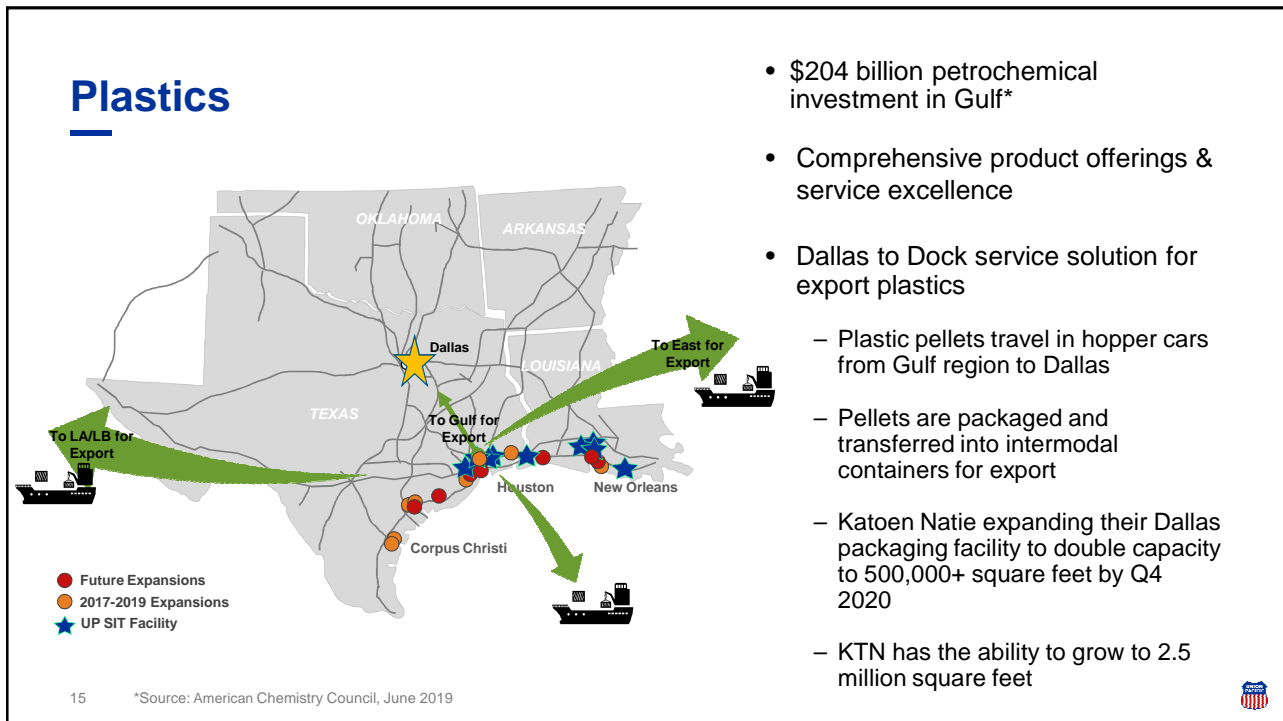 Plastics
OKLAHOMA
ARKANSAS
Dallas
LOUISIANA
To East for
Export
TEXAS
To Gulf for
Export
To LA/LB for
Export
Houston
New Orleans
Corpus Christi
Future Expansions
2017-2019 Expansions
UP SIT Facility
• $204 billion petrochemical
investment in Gulf*
• Comprehensive product offerings &
service excellence
• Dallas to Dock service solution for
export plastics
– Plastic pellets travel in hopper cars
from Gulf region to Dallas
– Pellets are packaged and
transferred into intermodal
containers for export
– Katoen Natie expanding their Dallas
packaging facility to double capacity
to 500,000+ square feet by Q4
2020
– KTN has the ability to grow to 2.5
million square feet
15
*Source: American Chemistry Council, June 2019
UNION
PACIFIC